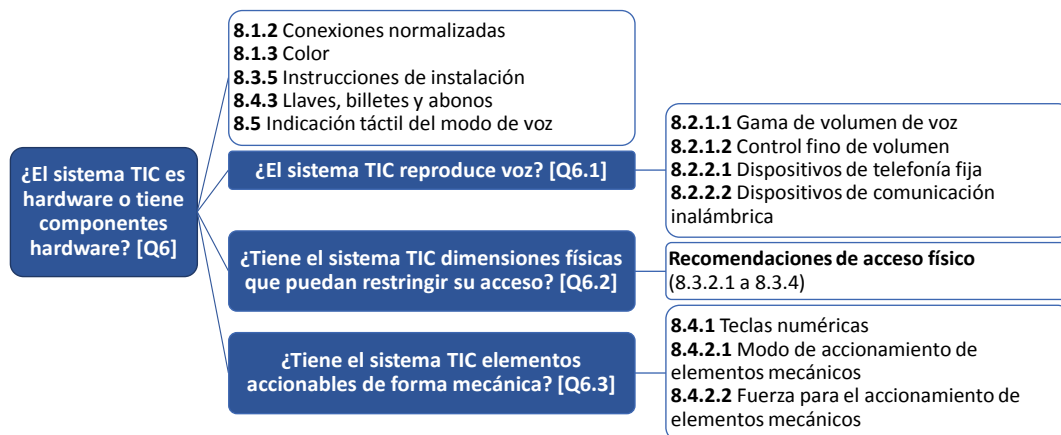 8.1.2 Conexiones normalizadas
8.1.3 Color
8.3.5 Instrucciones de instalación
8.4.3 Llaves, billetes y abonos
8.5 Indicación táctil del modo de voz
¿El sistema TIC es
hardware o tiene
componentes
hardware? [Q6]
¿El sistema TIC reproduce voz? [Q6.1]
8.2.1.1 Gama de volumen de voz
8.2.1.2 Control fino de volumen
8.2.2.1 Dispositivos de telefonía fija
8.2.2.2 Dispositivos de comunicación
inalámbrica
¿Tiene el sistema TIC dimensiones físicas
que puedan restringir su acceso? [Q6.2]
Recomendaciones de acceso físico
(8.3.2.1 a 8.3.4)
¿Tiene el sistema TIC elementos
accionables de forma mecánica? [Q6.3]
8.4.1 Teclas numéricas
8.4.2.1 Modo de accionamiento de
elementos mecánicos
8.4.2.2 Fuerza para el accionamiento de
elementos mecánicos